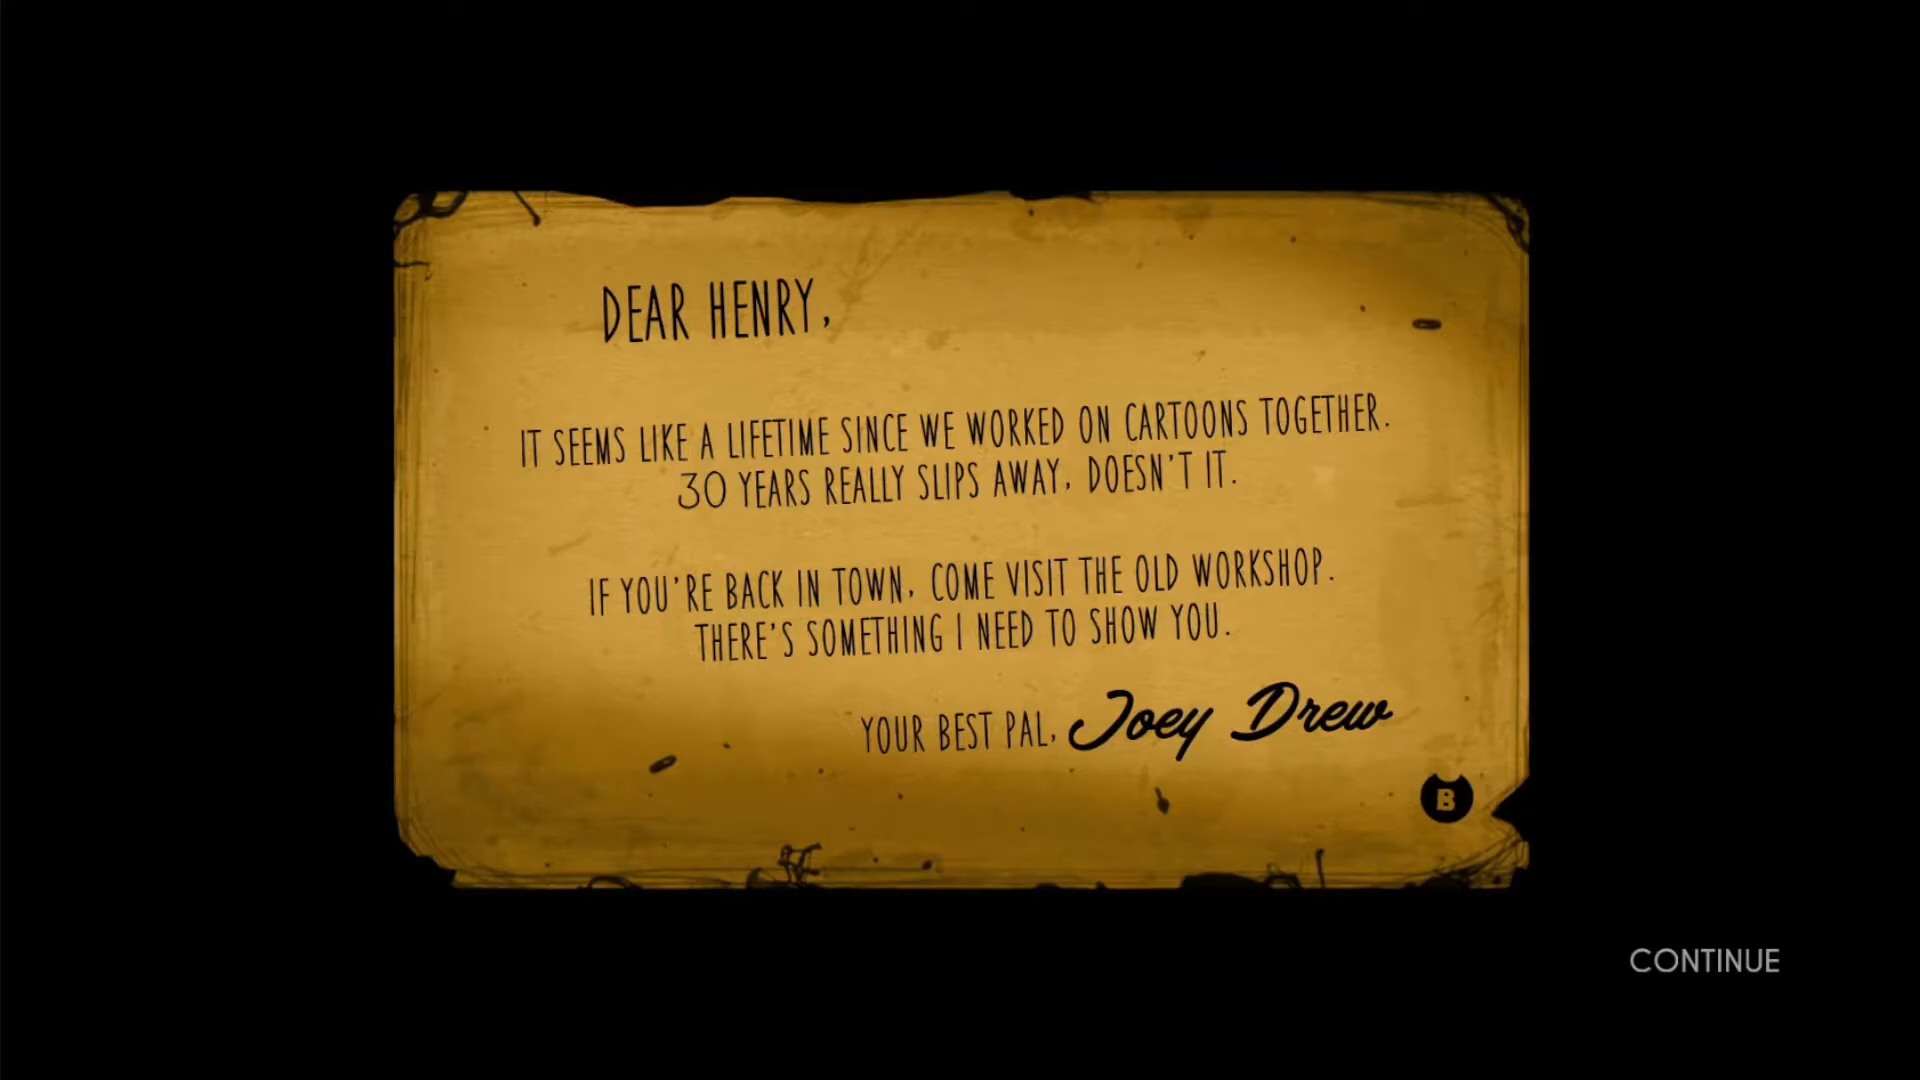 DEAR HENRY,
IT SEEMS LIKE A LIFETIME SINCE WE WORKED ON CARTOONS TOGETHER.
30 YEARS REALLY SLIPS AWAY, DOESN'T IT.
IF YOU'RE BACK IN TOWN, COME VISIT THE OLD WORKSHOP.
THERE'S SOMETHING I NEED TO SHOW YOU.
YOUR BEST PAL, Joey Drew
B
CONTINUE